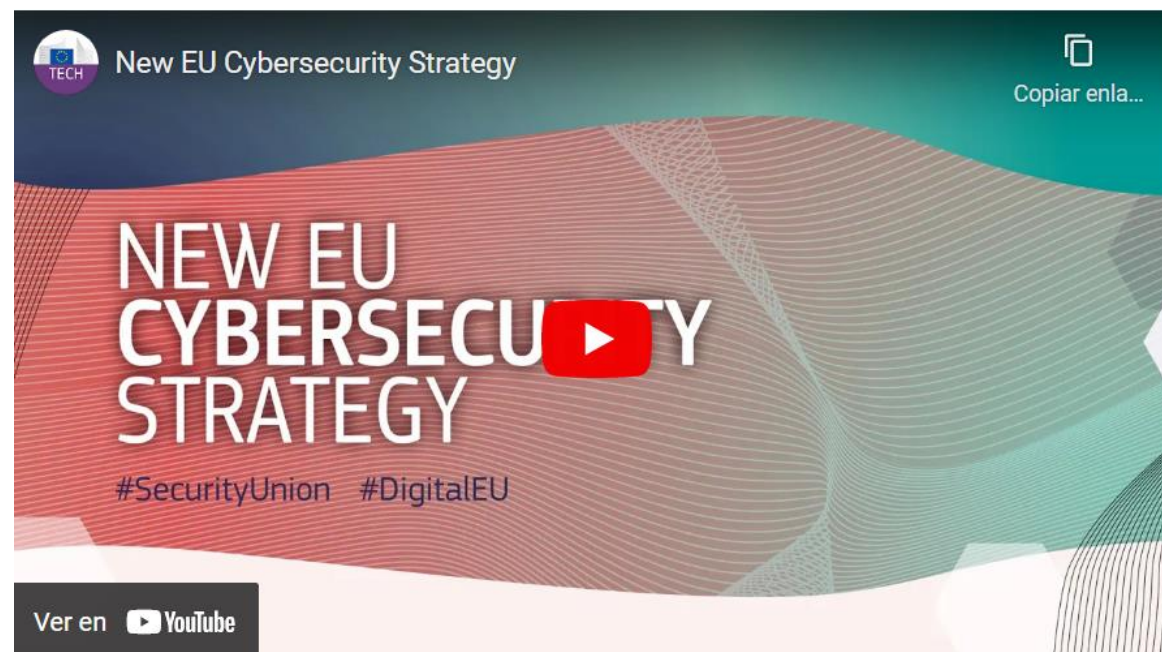 TECH
New EU Cybersecurity Strategy
Copiar enla...
NEW EU
CYBERSECU TY
STRATEGY
#SecurityUnion #DigitalEU
Ver en YouTube